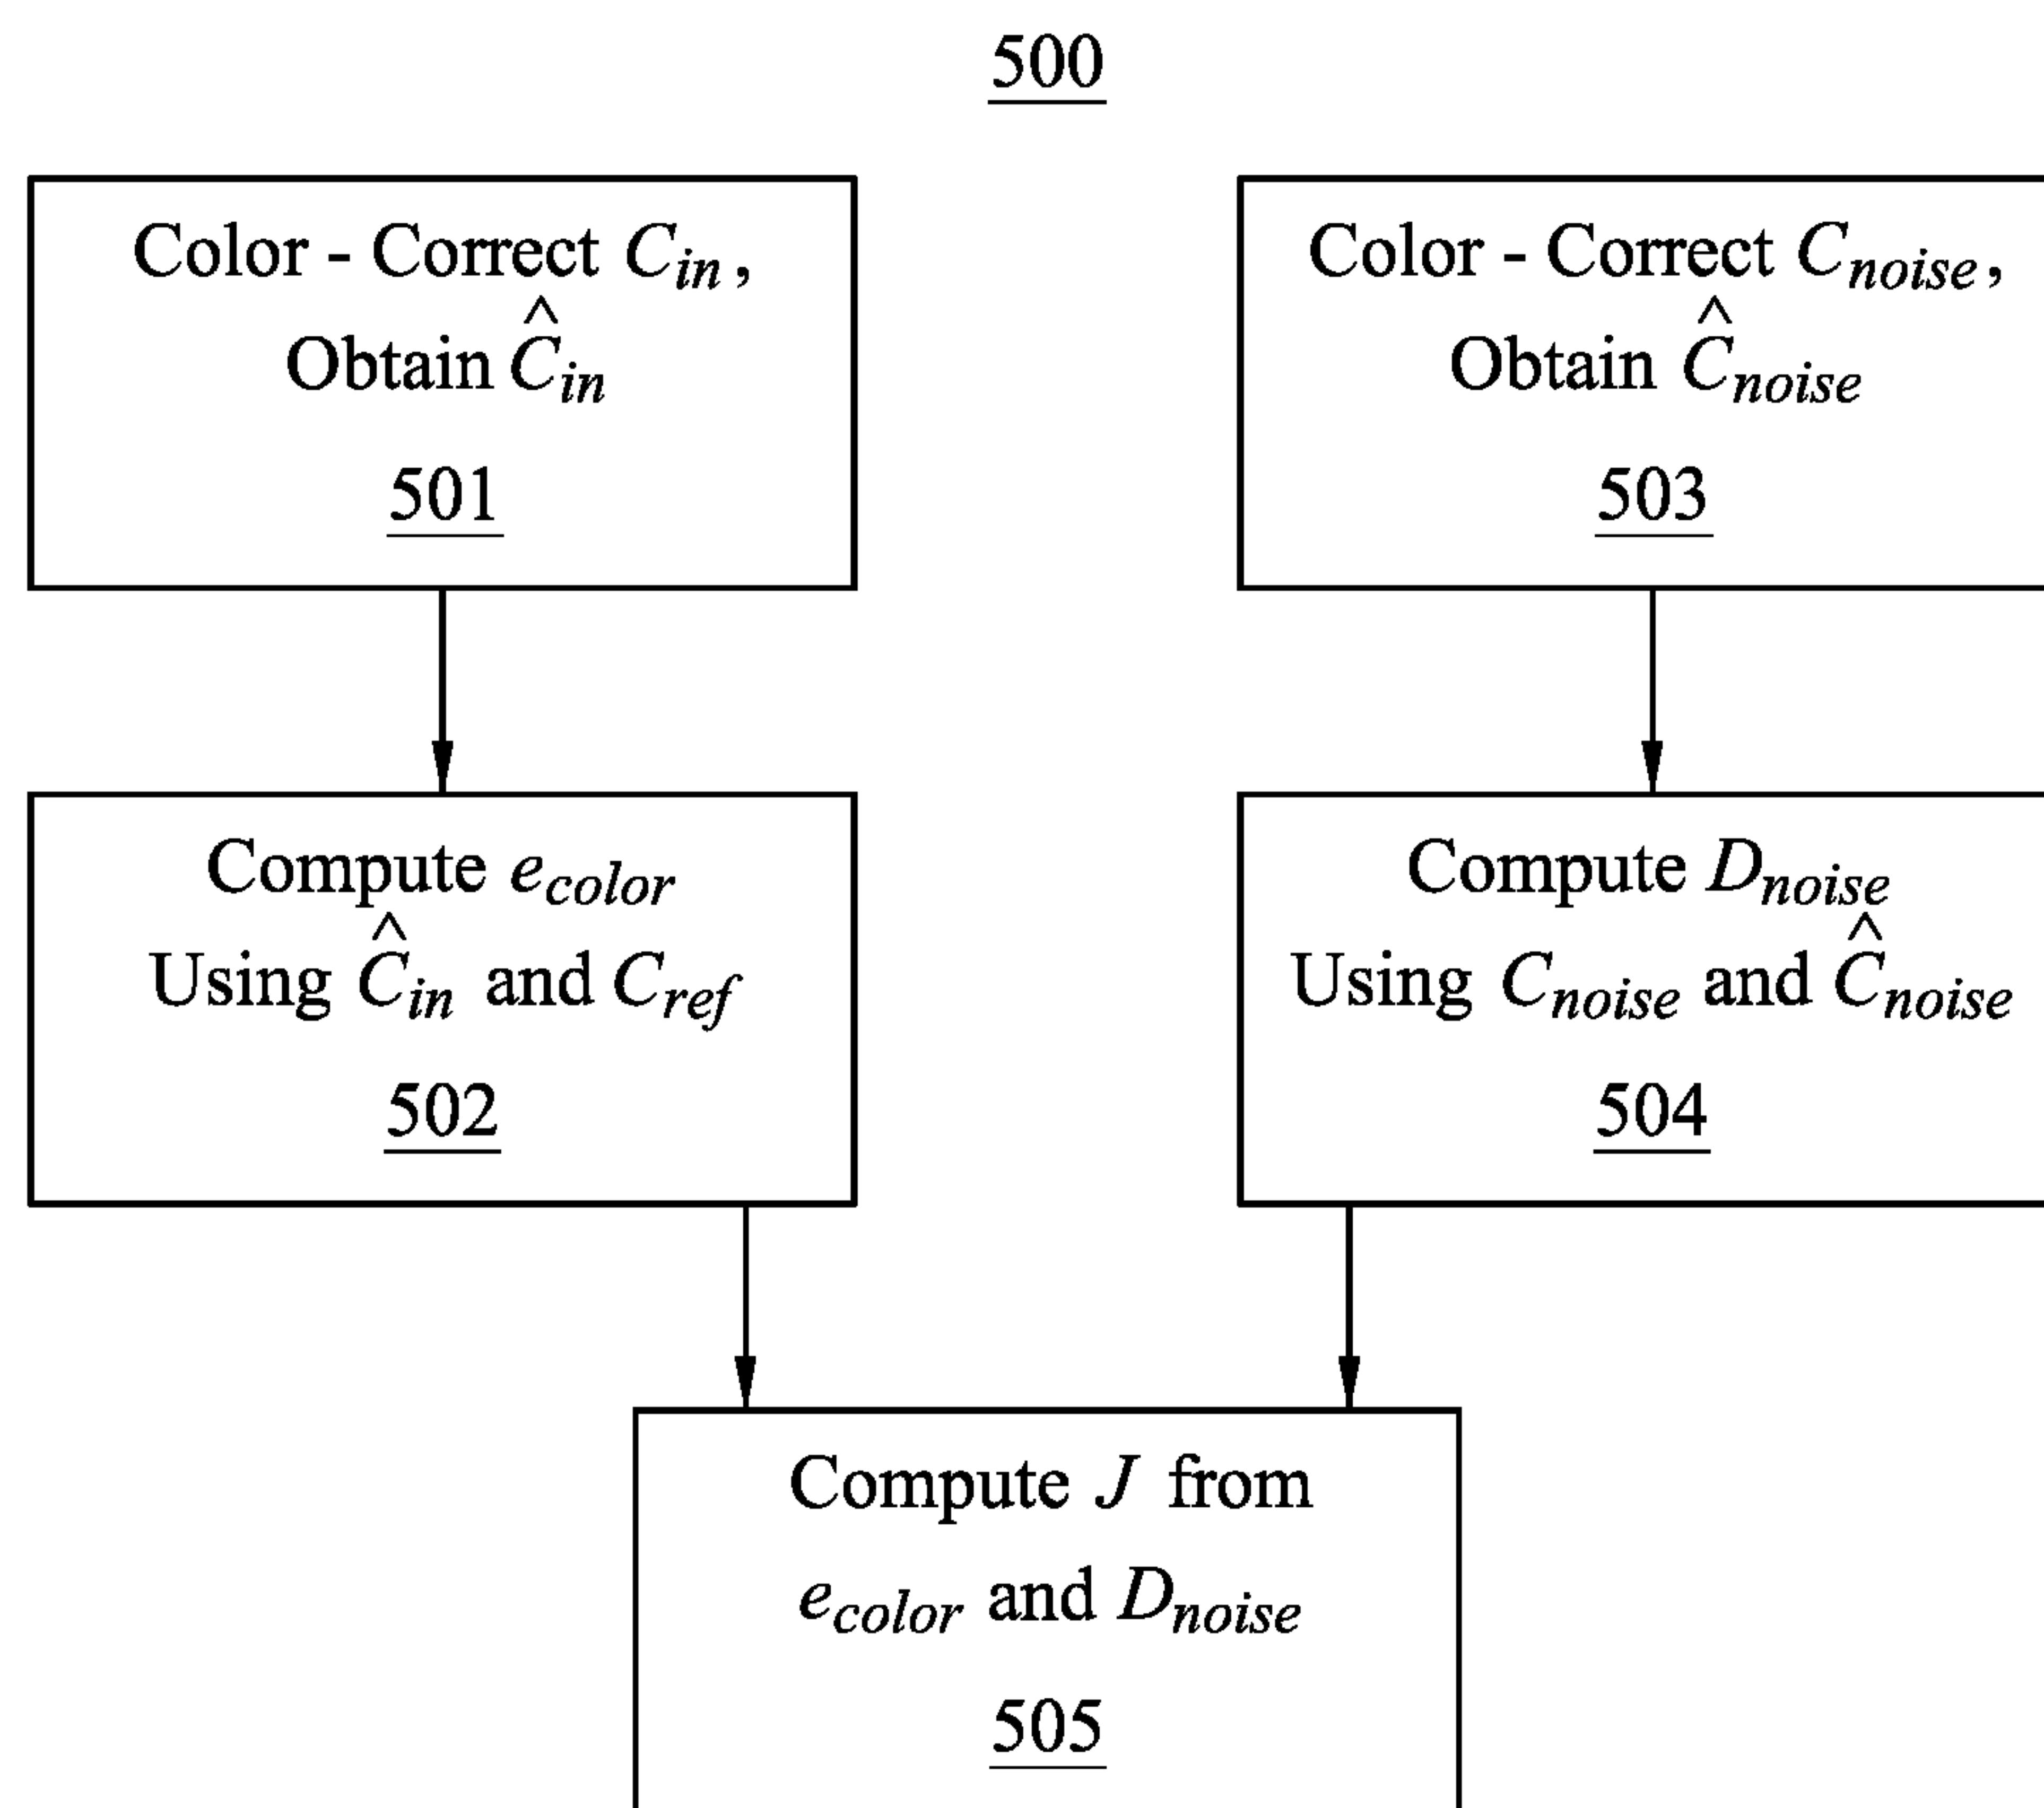 500
Color - Correct C_in,
Obtain Ĉ_in
501
Color - Correct C_noise,
Obtain Ĉ_noise
503
Compute e_color
Using Ĉ_in and C_ref
502
Compute D_noise
Using C_noise and Ĉ_noise
504
Compute J from
e_color and D_noise
505